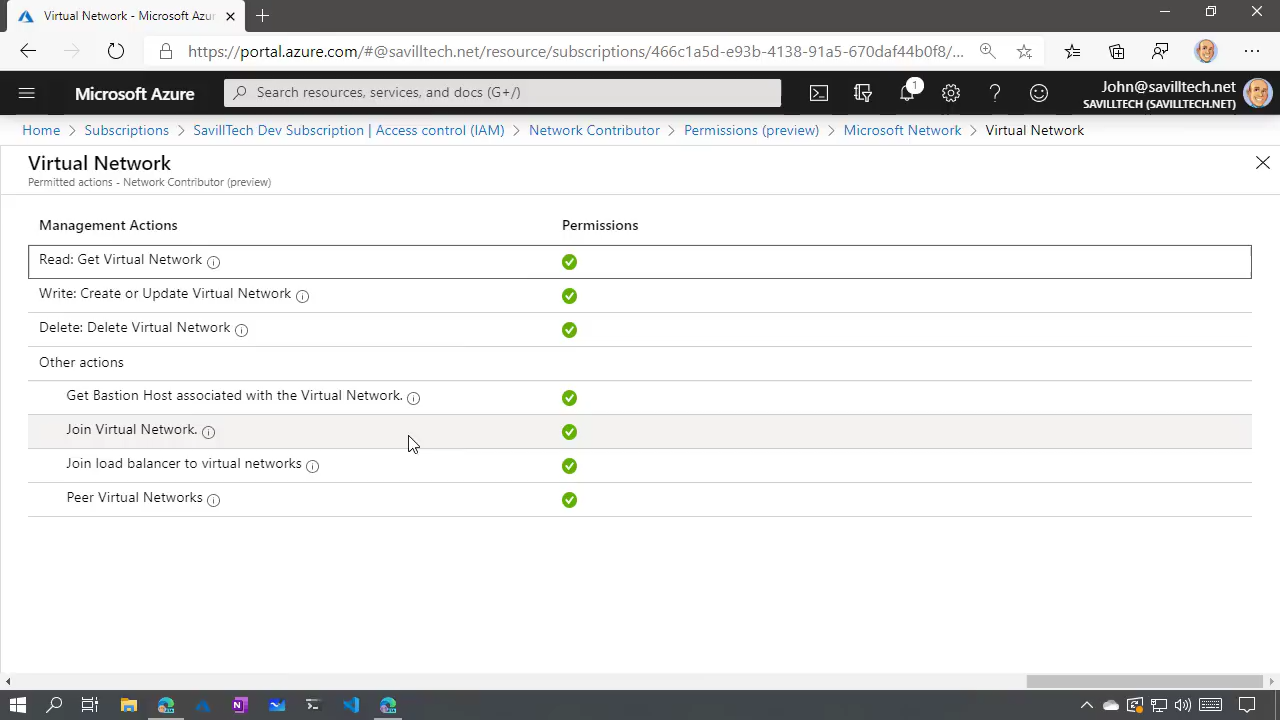 Virtual Network - Microsoft Azur
https://portal.azure.com/#@savilltech.net/resource/subscriptions/466c1a5d-e93b-4138-91a5-670daf44b0f8/...
Microsoft Azure
Search resources, services, and docs (G+/)
1
John@savilltech.net
SAVILLTECH (SAVILLTECH.NET)
Home > Subscriptions > SavillTech Dev Subscription | Access control (IAM) > Network Contributor > Permissions (preview) > Microsoft Network > Virtual Network
Virtual Network
Permitted actions - Network Contributor (preview)
Management Actions Permissions
Read: Get Virtual Network
Write: Create or Update Virtual Network
Delete: Delete Virtual Network
Other actions
Get Bastion Host associated with the Virtual Network.
Join Virtual Network.
Join load balancer to virtual networks
Peer Virtual Networks